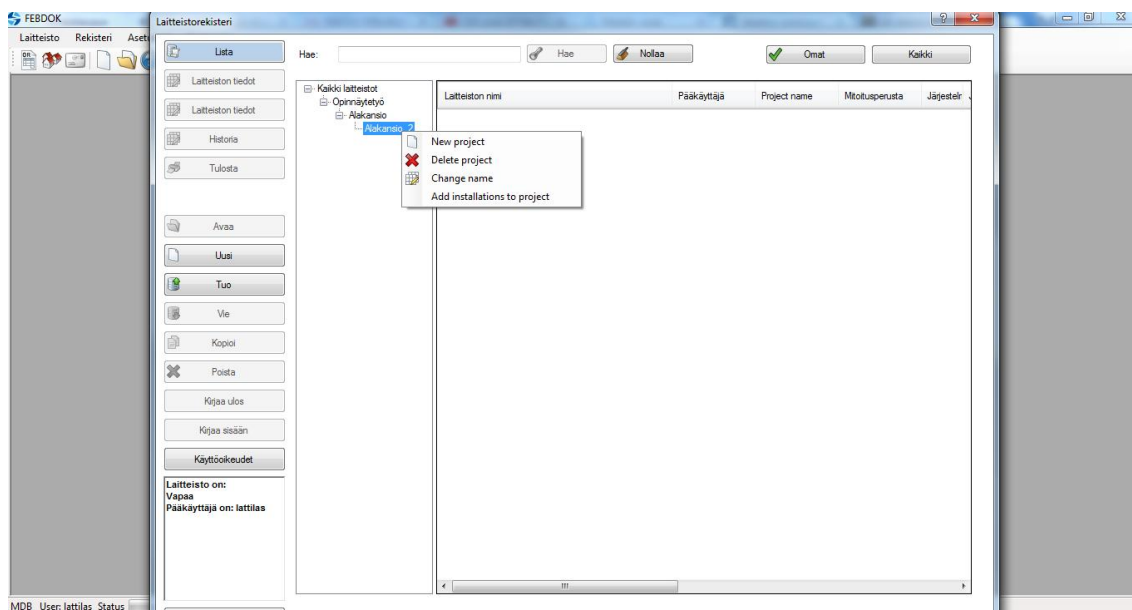 FEBDOK
Laitteistorekisteri
Laitteisto Rekisteri Aset
Lista
Hae:
Hae
Nollaa
Omat
Kaikki
Laitteiston tiedot
Laitteiston tiedot
Historia
Tulosta
Avaa
Uusi
Tuo
Vie
Kopioi
Poista
Kirjaa ulos
Kirjaa sisään
Käyttöoikeudet
Laitteisto on:
Vapaa
Pääkäyttäjä on: lattilas
Kaikki laitteistot
Opinnäytetyö
Alakansio
Alakansio_2
New project
Delete project
Change name
Add installations to project
Laitteiston nimi Pääkäyttäjä Project name Mitoitusperusta Järjestelr
MDB User: lattilas Status